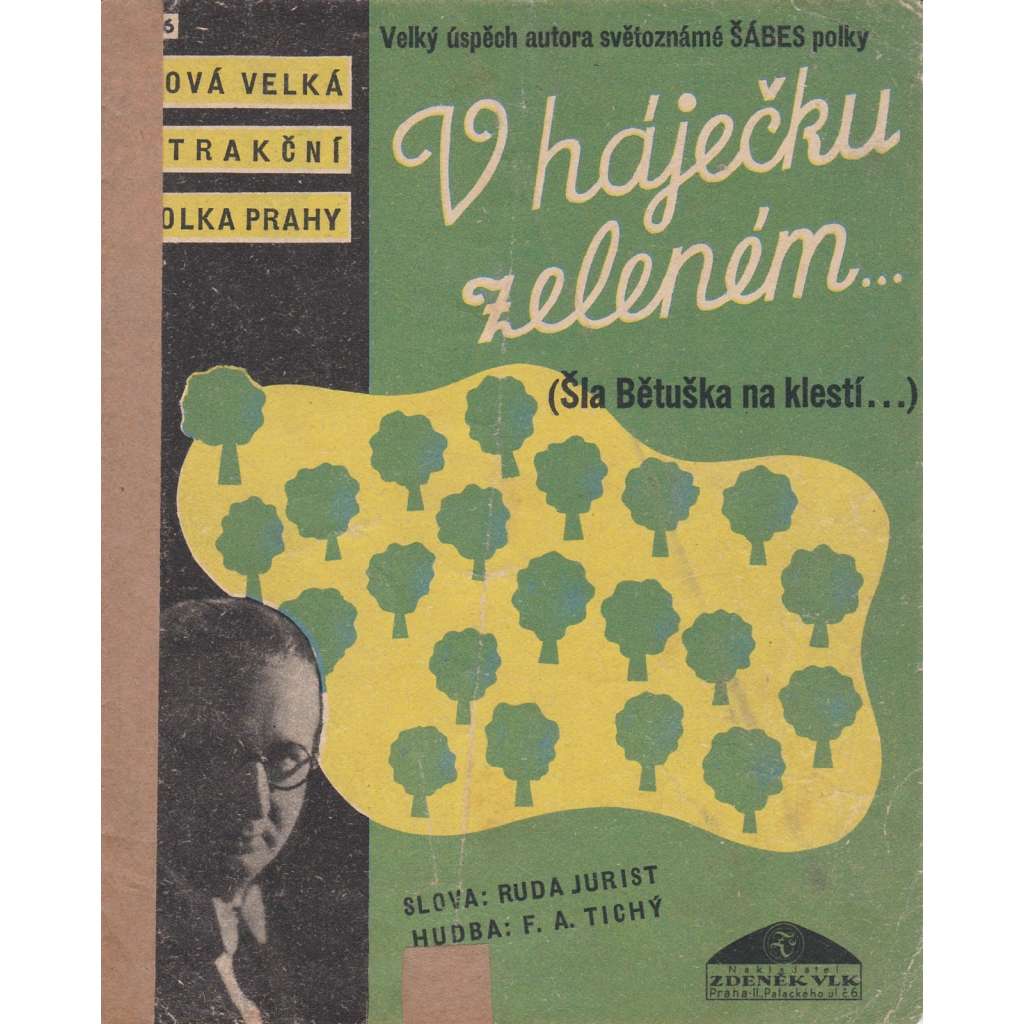 6
Velký úspěch autora světoznámé ŠÁBES polky
OVÁ VELKÁ
TRAKČNÍ
OLKA PRAHY
V háječku
zeleném...
(Šla Bětuška na klestí...)
SLOVA: RUDA JURIST
HUDBA: F. A. TICHÝ
Nakladatel
ZDENĚK VLK
Praha-II., Palackého ul. č. 6.